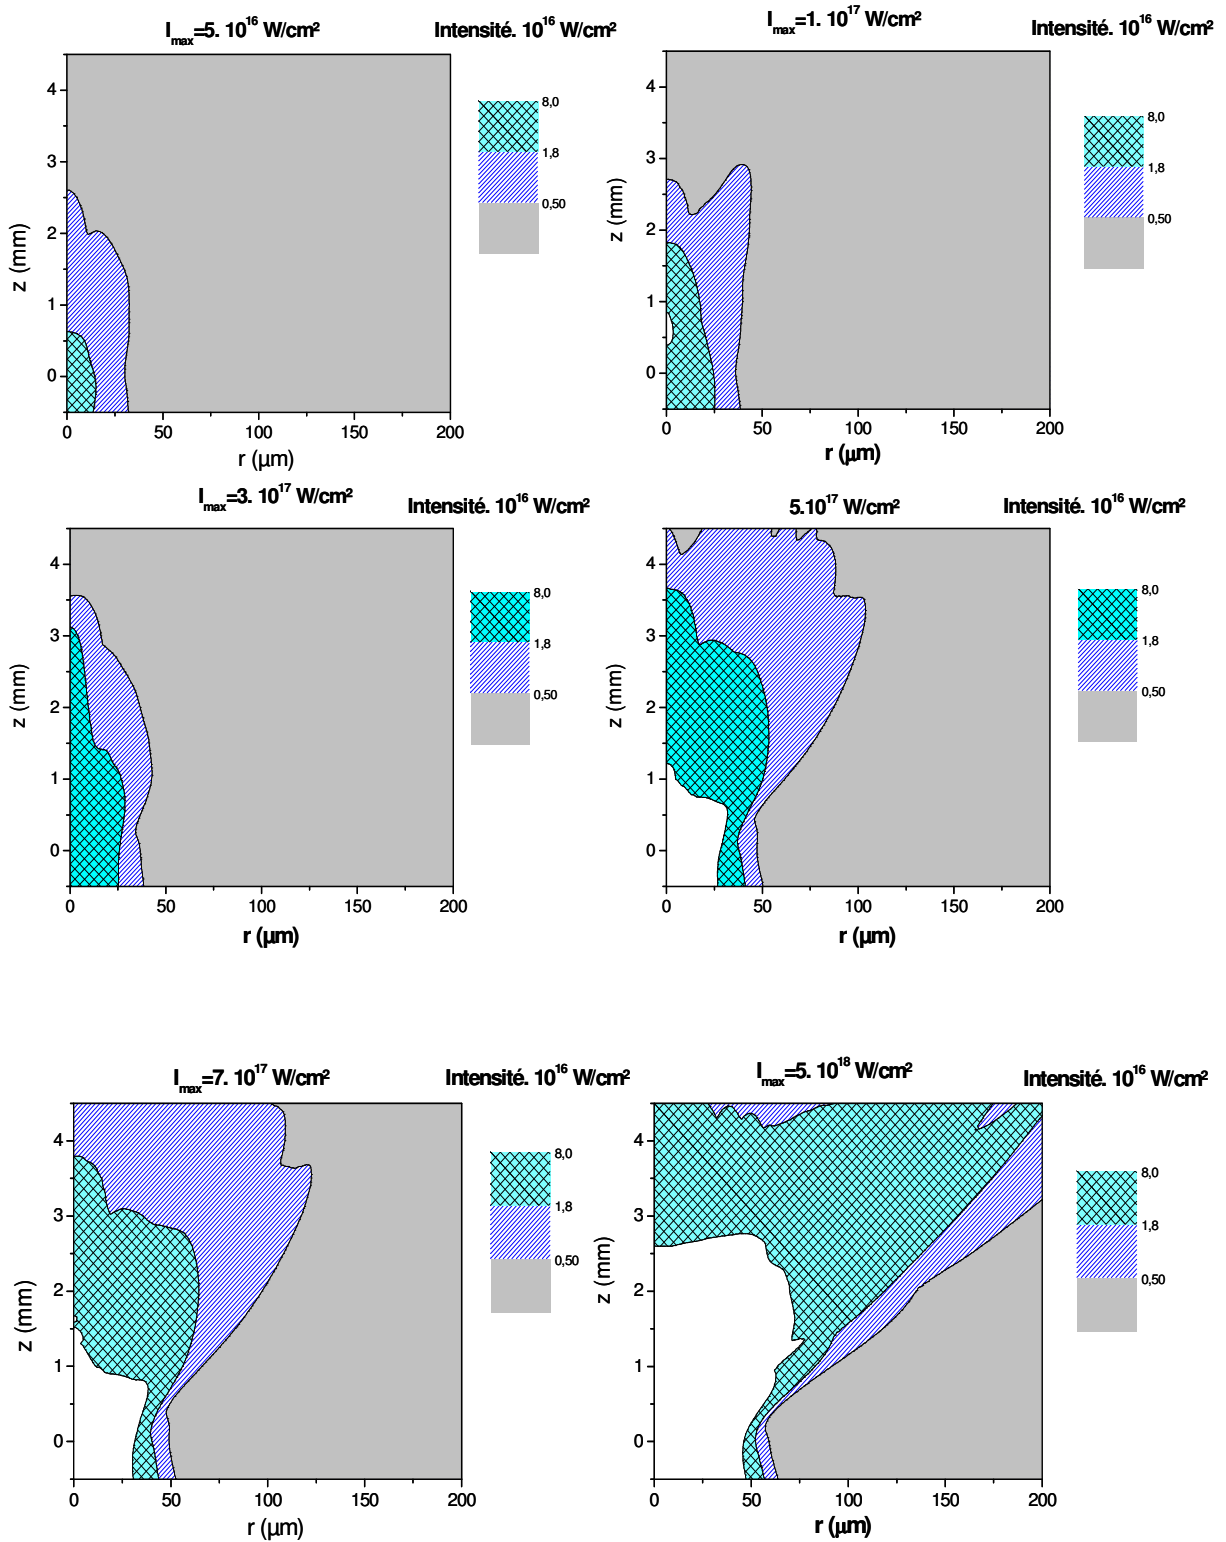 I_max=5. 10^16 W/cm²
Intensité. 10^16 W/cm²
4
3
2
1
0
z (mm)
0 50 100 150 200
r (µm)
8,0
1,8
0,50
I_max=1. 10^17 W/cm²
Intensité. 10^16 W/cm²
4
3
2
1
0
z (mm)
0 50 100 150 200
r (µm)
8,0
1,8
0,50
I_max=3. 10^17 W/cm²
Intensité. 10^16 W/cm²
4
3
2
1
0
z (mm)
0 50 100 150 200
r (µm)
8,0
1,8
0,50
5.10^17 W/cm²
Intensité. 10^16 W/cm²
4
3
2
1
0
z (mm)
0 50 100 150 200
r (µm)
8,0
1,8
0,50
I_max=7. 10^17 W/cm²
Intensité. 10^16 W/cm²
4
3
2
1
0
z (mm)
0 50 100 150 200
r (µm)
8,0
1,8
0,50
I_max=5. 10^18 W/cm²
Intensité. 10^16 W/cm²
4
3
2
1
0
z (mm)
0 50 100 150 200
r (µm)
8,0
1,8
0,50